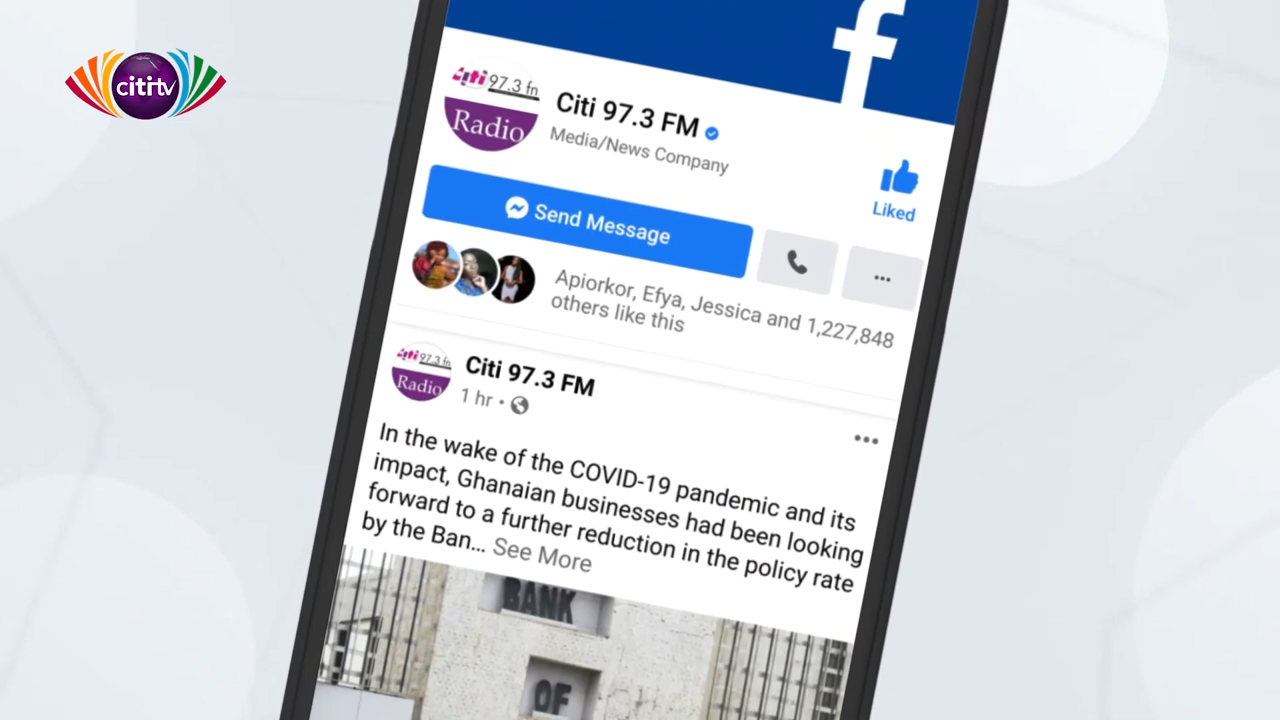 citi tv
f
citi 97.3 fm
Radio
Citi 97.3 FM
Media/News Company
Liked
Send Message
Apiorkor, Efya, Jessica and 1,227,848
others like this
citi 97.3 fm
Radio
Citi 97.3 FM
1 hr •
In the wake of the COVID-19 pandemic and its
impact, Ghanaian businesses had been looking
forward to a further reduction in the policy rate
by the Ban... See More
BANK
OF